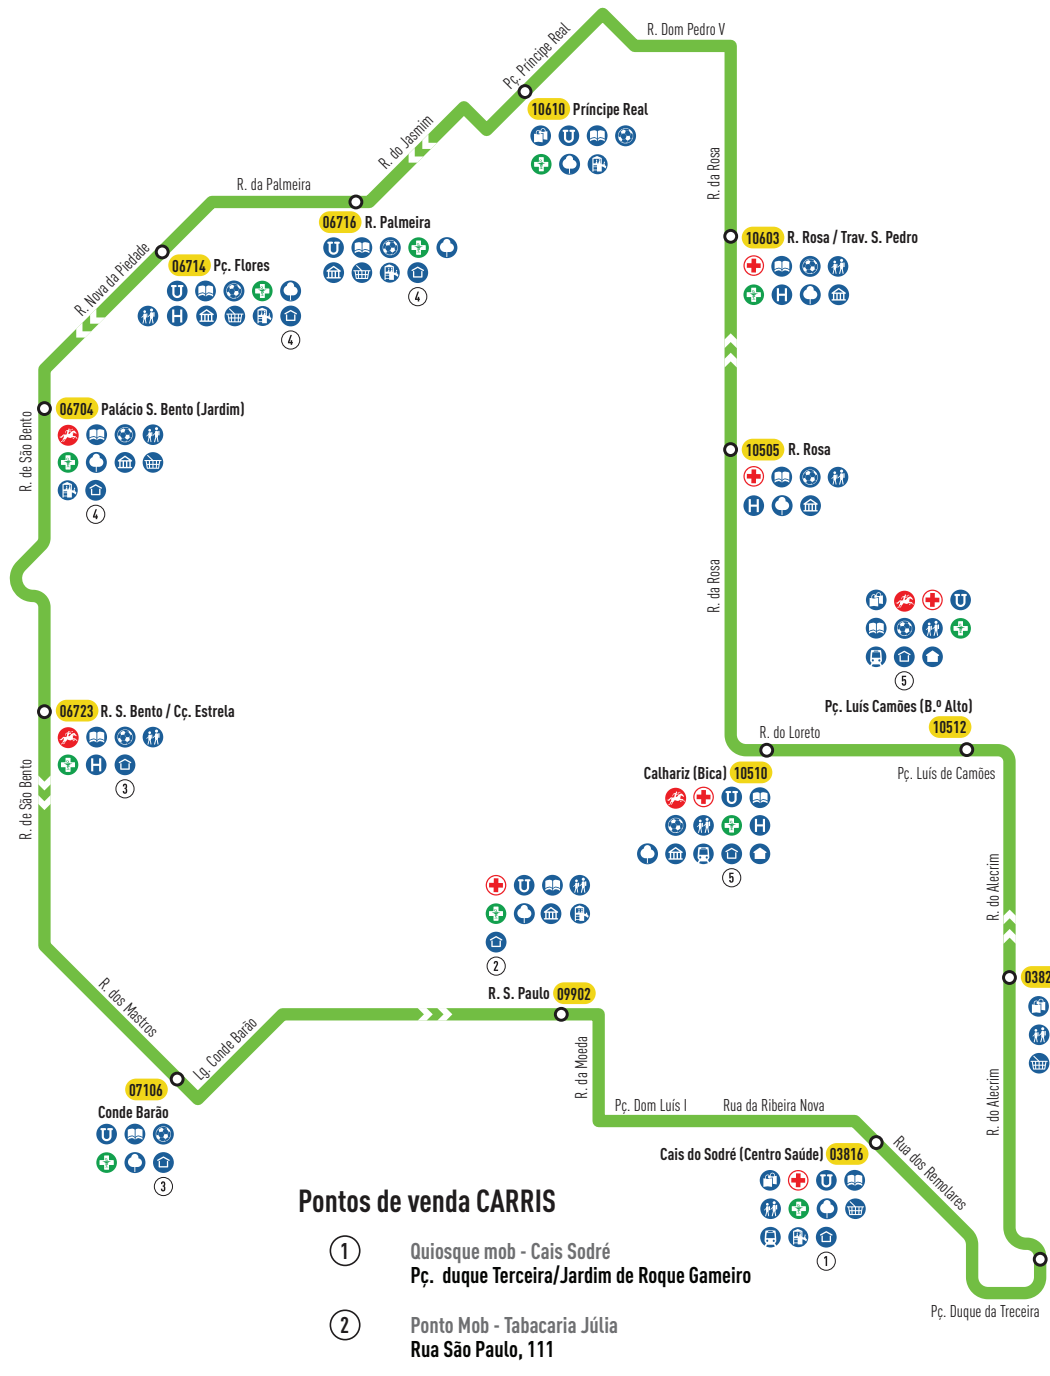 R. Dom Pedro V
Pç. Príncipe Real
10610 Príncipe Real
R. do Jasmim
R. da Palmeira
06716 R. Palmeira
4
R. da Rosa
10603 R. Rosa / Trav. S. Pedro
R. Nova da Piedade
06714 Pç. Flores
4
06704 Palácio S. Bento (Jardim)
R. de São Bento
4
10505 R. Rosa
R. da Rosa
5
Pç. Luís Camões (B.º Alto)
10512
R. do Loreto
Pç. Luís de Camões
06723 R. S. Bento / Cç. Estrela
3
R. de São Bento
Calhariz (Bica) 10510
5
R. do Alecrim
0382
2
R. S. Paulo 09902
R. dos Mastros
Lg. Conde Barão
R. da Moeda
07106
Conde Barão
3
R. do Alecrim
Pç. Dom Luís I
Rua da Ribeira Nova
Cais do Sodré (Centro Saúde) 03816
Rua dos Remolares
1
Pç. Duque da Treceira
Pontos de venda CARRIS
1 Quiosque mob - Cais Sodré
Pç. duque Terceira/Jardim de Roque Gameiro
2 Ponto Mob - Tabacaria Júlia
Rua São Paulo, 111